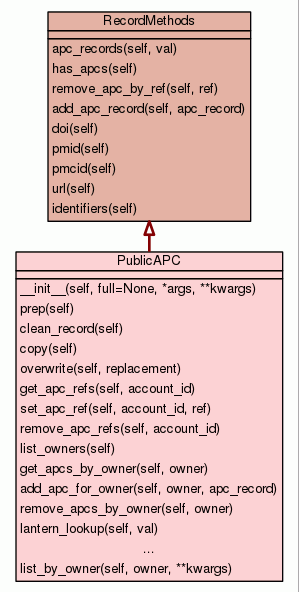 RecordMethods
apc_records(self, val)
has_apcs(self)
remove_apc_by_ref(self, ref)
add_apc_record(self, apc_record)
doi(self)
pmid(self)
pmcid(self)
url(self)
identifiers(self)
PublicAPC
__init__(self, full=None, *args, **kwargs)
prep(self)
clean_record(self)
copy(self)
overwrite(self, replacement)
get_apc_refs(self, account_id)
set_apc_ref(self, account_id, ref)
remove_apc_refs(self, account_id)
list_owners(self)
get_apcs_by_owner(self, owner)
add_apc_for_owner(self, owner, apc_record)
remove_apcs_by_owner(self, owner)
lantern_lookup(self, val)
...
list_by_owner(self, owner, **kwargs)